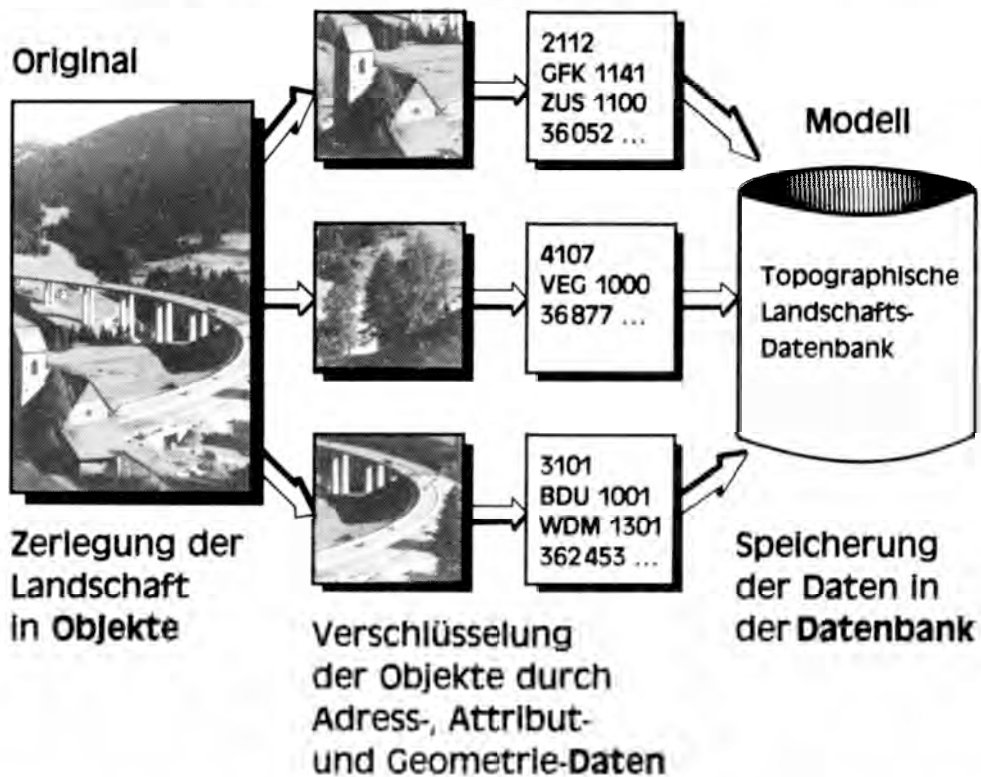 Original
2112
GFK 1141
ZUS 1100
36052 ...
Modell
4107
VEG 1000
36877 ...
Topographische
Landschafts-
Datenbank
3101
BDU 1001
WDM 1301
362453 ...
Zerlegung der
Landschaft
in Objekte
Verschlüsselung
der Objekte durch
Adress-, Attribut-
und Geometrie-Daten
Speicherung
der Daten in
der Datenbank